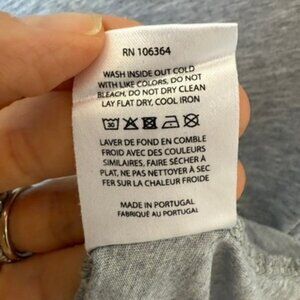 RN 106364
WASH INSIDE OUT COLD
WITH LIKE COLORS, DO NOT
BLEACH, DO NOT DRY CLEAN
LAY FLAT DRY, COOL IRON
LAVER DE FOND EN COMBLE
FROID AVEC DES COULEURS
SIMILAIRES, FAIRE SÉCHER À
PLAT, NE PAS NETTOYER À SEC
FER SUR LA CHALEUR FROIDE
MADE IN PORTUGAL
FABRIQUÉ AU PORTUGAL